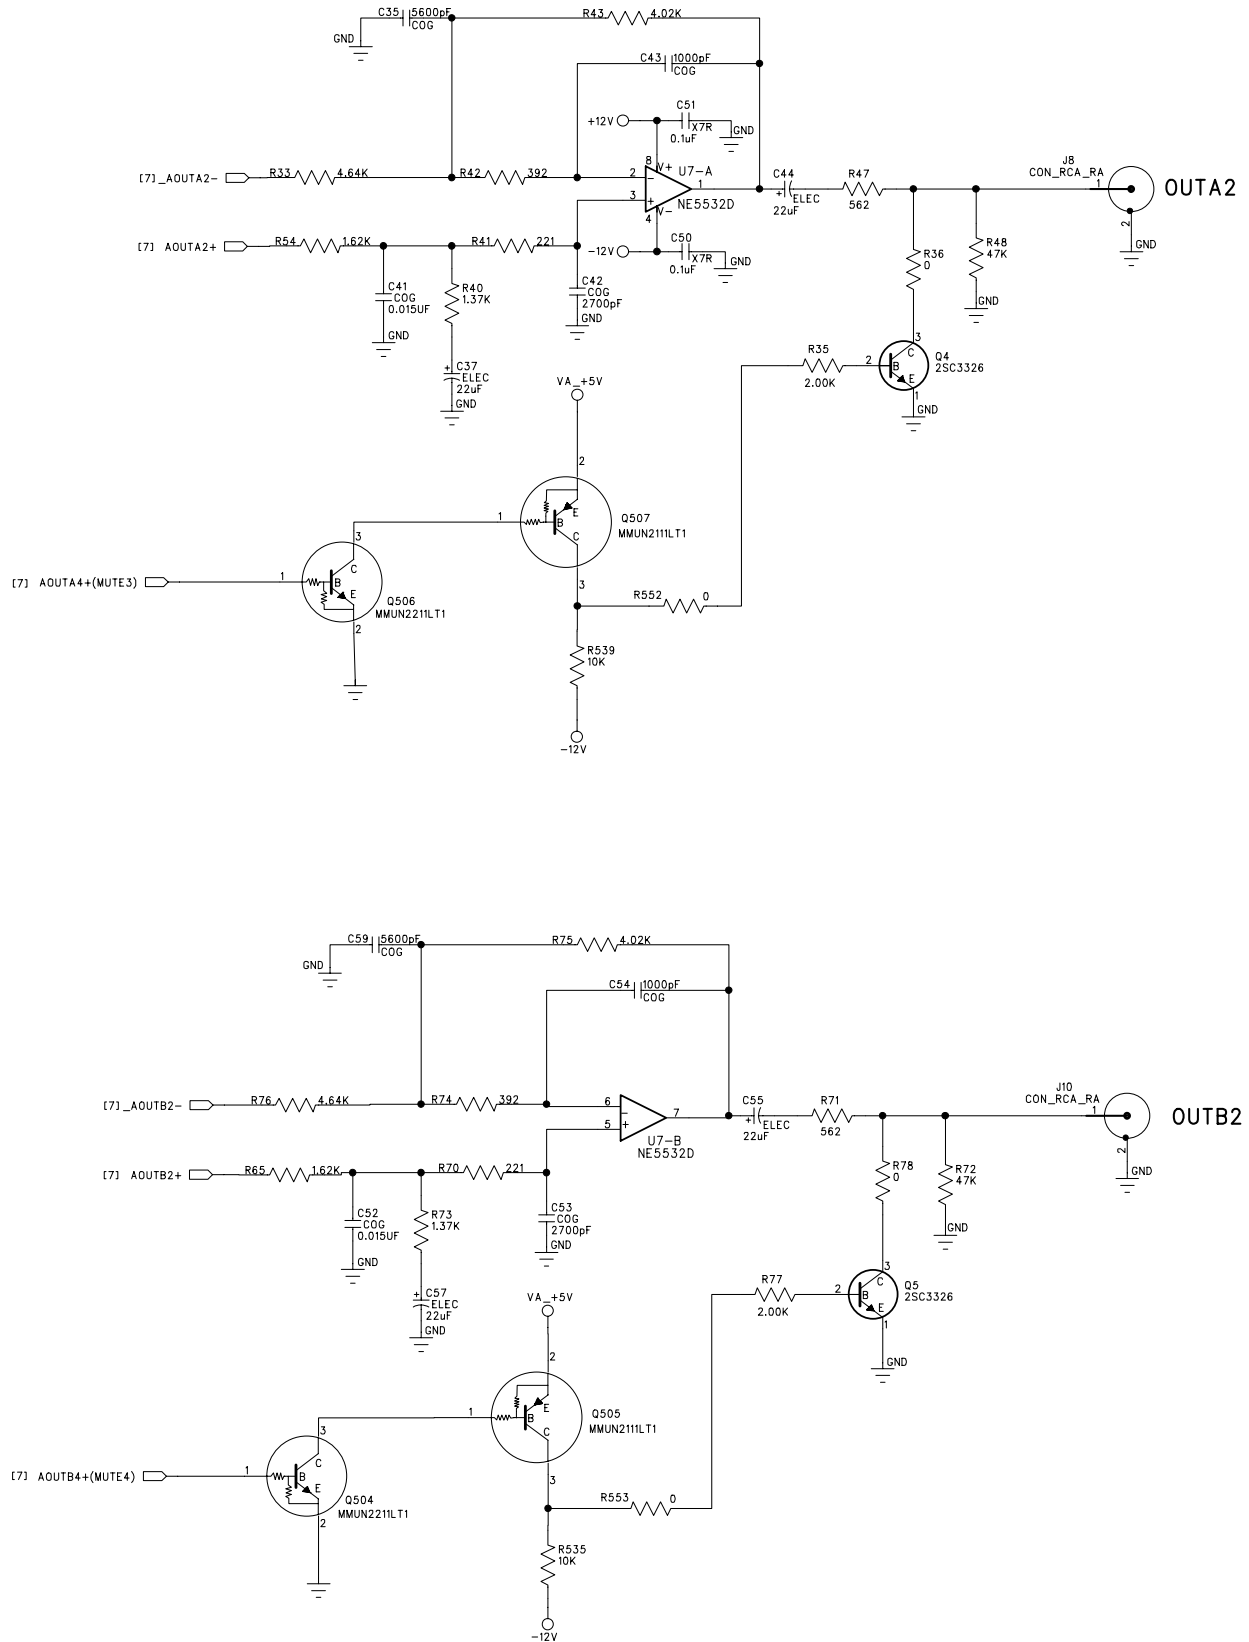 C35 5600pF
COG
GND
R43 4.02K
C43 1000pF
COG
C51
+12V
X7R
0.1uF
GND
[7]_AOUTA2-
R33 4.64K
R42 392
2
8 V+
U7-A
1
NE5532D
3
4 V-
C44
+
ELEC
22uF
R47
562
J8
CON_RCA_RA
1
OUTA2
2
GND
[7] AOUTA2+
R54 1.62K
R41 221
-12V
C50
X7R
0.1uF
GND
R36
0
R48
47K
GND
C41
COG
0.015UF
GND
R40
1.37K
C42
COG
2700pF
GND
+ C37
ELEC
22uF
GND
R35
2.00K
2
3
C
B
E
1
Q4
2SC3326
GND
VA_+5V
2
1
E
B
C
Q507
MMUN2111LT1
3
[7] AOUTA4+(MUTE3)
1
3
C
B
E
Q506
MMUN2211LT1
2
R552 0
R539
10K
-12V
C59 5600pF
COG
GND
R75 4.02K
C54 1000pF
COG
[7]_AOUTB2-
R76 4.64K
R74 392
6
7
5
U7-B
NE5532D
C55
+
ELEC
22uF
R71
562
J10
CON_RCA_RA
1
OUTB2
2
GND
[7] AOUTB2+
R65 1.62K
R70 221
R78
0
R72
47K
GND
C52
COG
0.015UF
GND
R73
1.37K
C53
COG
2700pF
GND
+ C57
ELEC
22uF
GND
R77
2.00K
2
3
C
B
E
1
Q5
2SC3326
GND
VA_+5V
2
1
E
B
C
Q505
MMUN2111LT1
3
[7] AOUTB4+(MUTE4)
1
3
C
B
E
Q504
MMUN2211LT1
2
R553 0
R535
10K
-12V